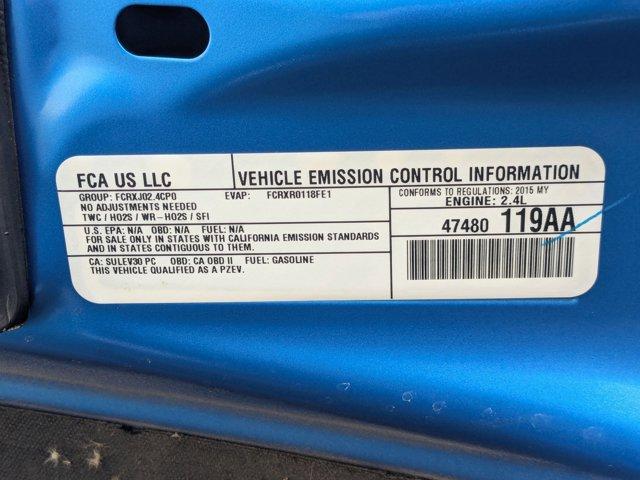 FCA US LLC
VEHICLE EMISSION CONTROL INFORMATION
GROUP: FCRXJ02.4CP0 EVAP: FCRXR0118FE1
NO ADJUSTMENTS NEEDED
TWC / HO2S / WR-HO2S / SFI
CONFORMS TO REGULATIONS: 2015 MY
ENGINE: 2.4L
U.S. EPA: N/A OBD: N/A FUEL: N/A
FOR SALE ONLY IN STATES WITH CALIFORNIA EMISSION STANDARDS
AND IN STATES CONTIGUOUS TO THEM.
47480 119AA
CA: SULEV30 PC OBD: CA OBD II FUEL: GASOLINE
THIS VEHICLE QUALIFIED AS A PZEV.